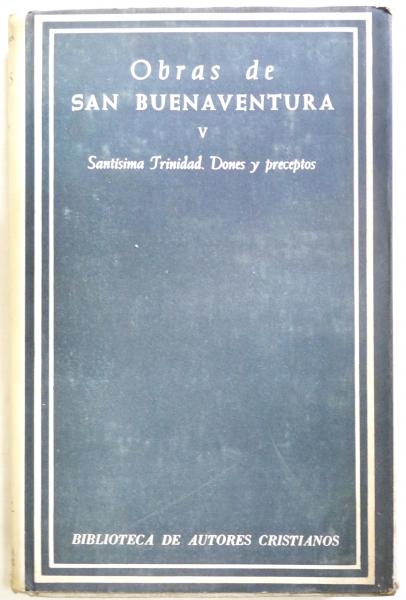 Obras de
SAN BUENAVENTURA
V
Santísima Trinidad. Dones y preceptos
BIBLIOTECA DE AUTORES CRISTIANOS